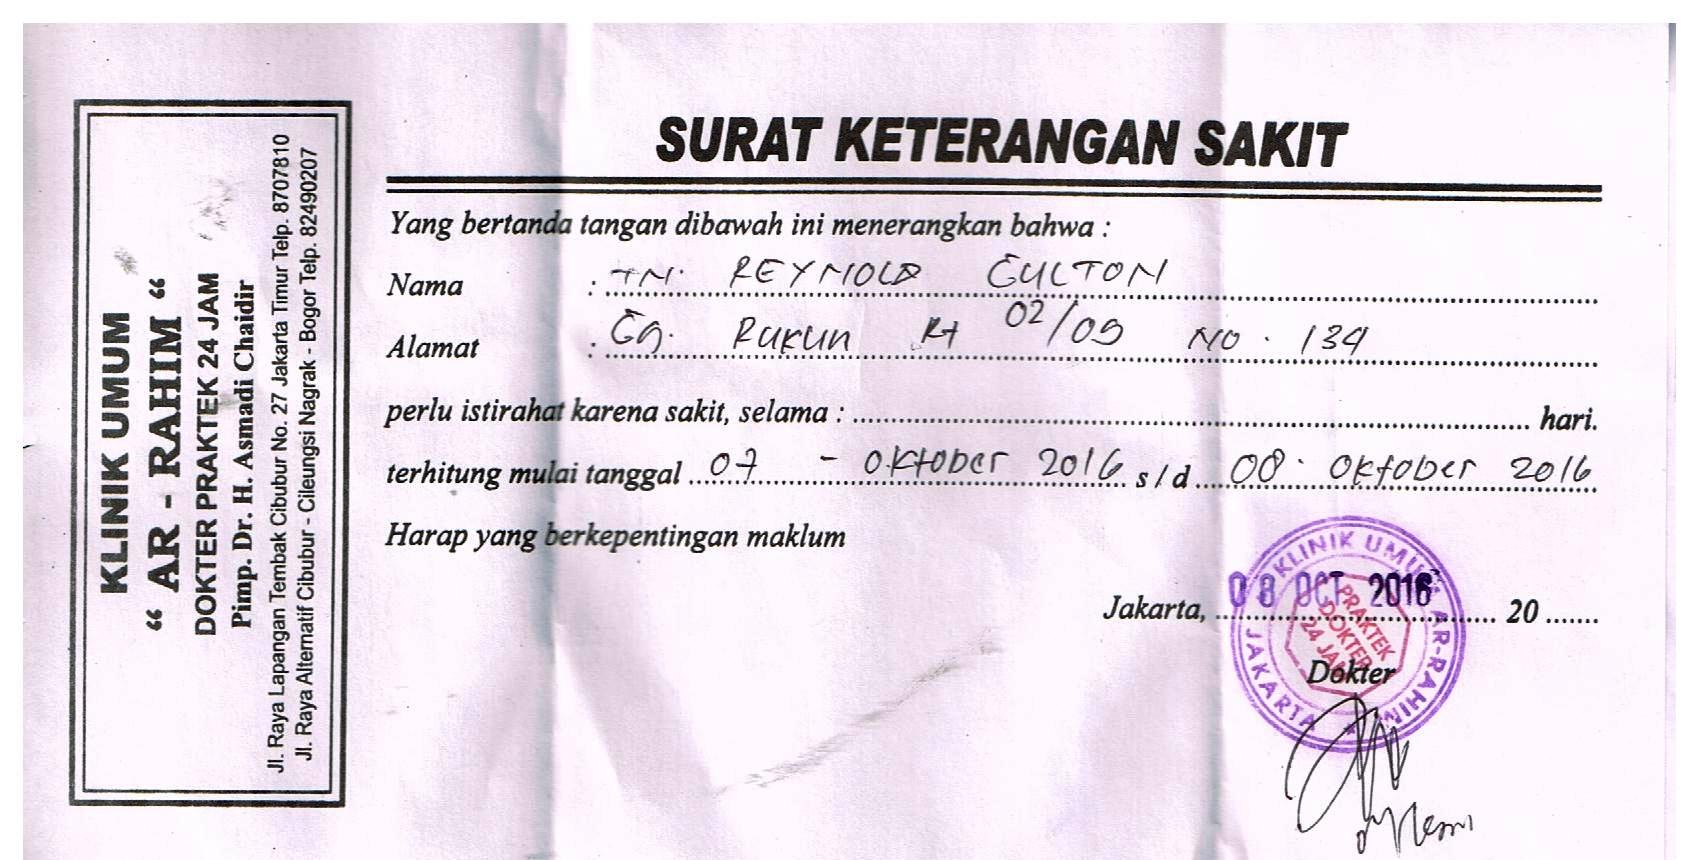 KLINIK UMUM
“ AR - RAHIM “
DOKTER PRAKTEK 24 JAM
Pimp. Dr. H. Asmadi Chaidir
Jl. Raya Lapangan Tembak Cibubur No. 27 Jakarta Timur Telp. 8707810
Jl. Raya Alternatif Cibubur - Cileungsi Nagrak - Bogor Telp. 82490207
SURAT KETERANGAN SAKIT
Yang bertanda tangan dibawah ini menerangkan bahwa :
Nama : TN. REYNOLD GULTOM
Alamat : Gg. RUKUN Rt 02/09 NO. 134
perlu istirahat karena sakit, selama : hari.
terhitung mulai tanggal 07 - Oktober 2016 s/d 08 . Oktober 2016
Harap yang berkepentingan maklum
Jakarta, 08 OCT 2016 20
KLINIK UMUM AR-RAHIM
JAKARTA
PRAKTEK
DOKTER
24 JAM
Dokter